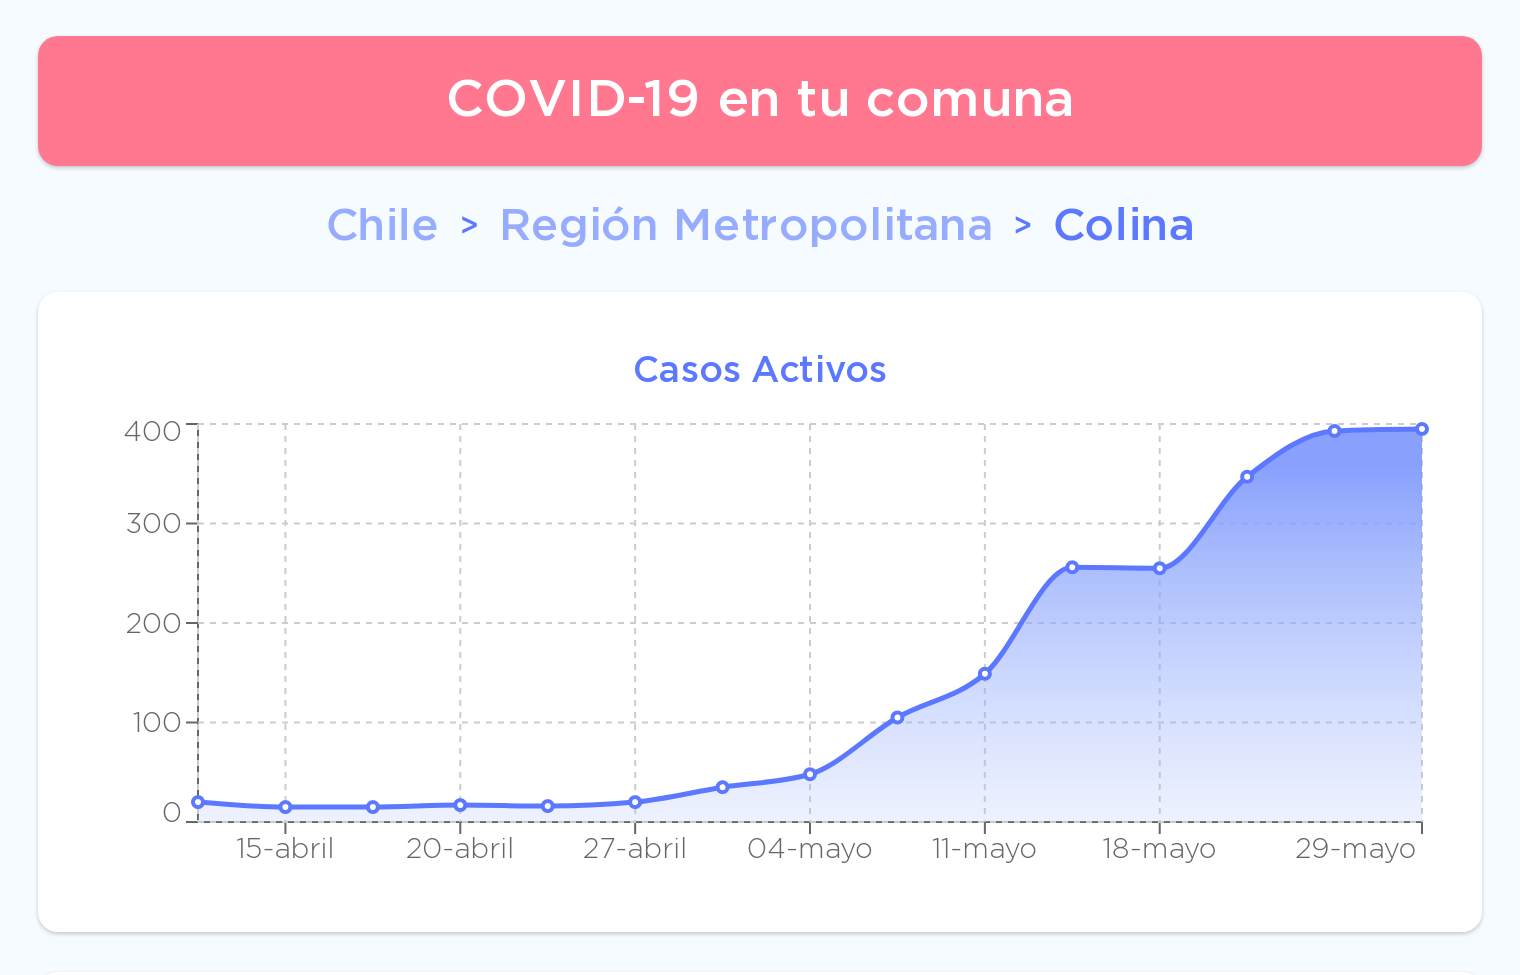 COVID-19 en tu comuna
Chile > Región Metropolitana > Colina
Casos Activos
400
300
200
100
0
15-abril 20-abril 27-abril 04-mayo 11-mayo 18-mayo 29-mayo